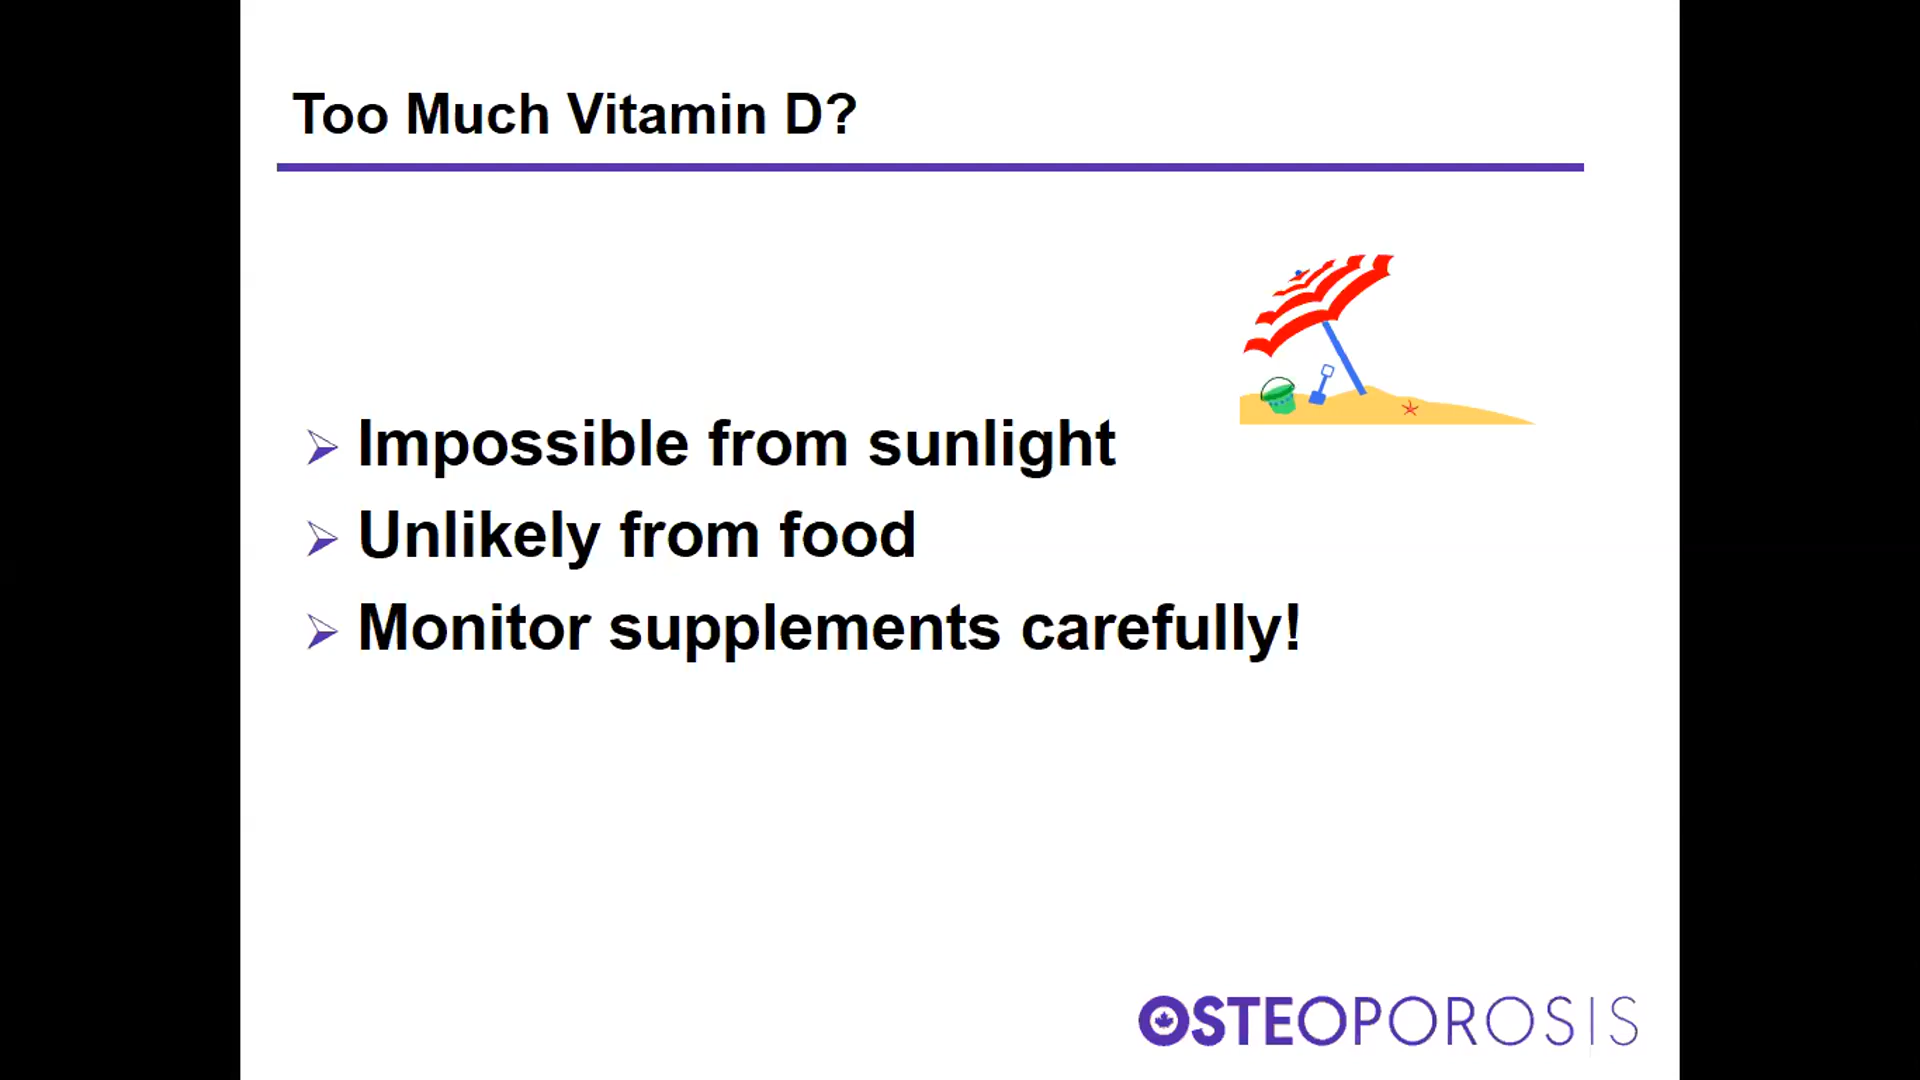 Too Much Vitamin D?
Impossible from sunlight
Unlikely from food
Monitor supplements carefully!
OSTEOPOROSIS